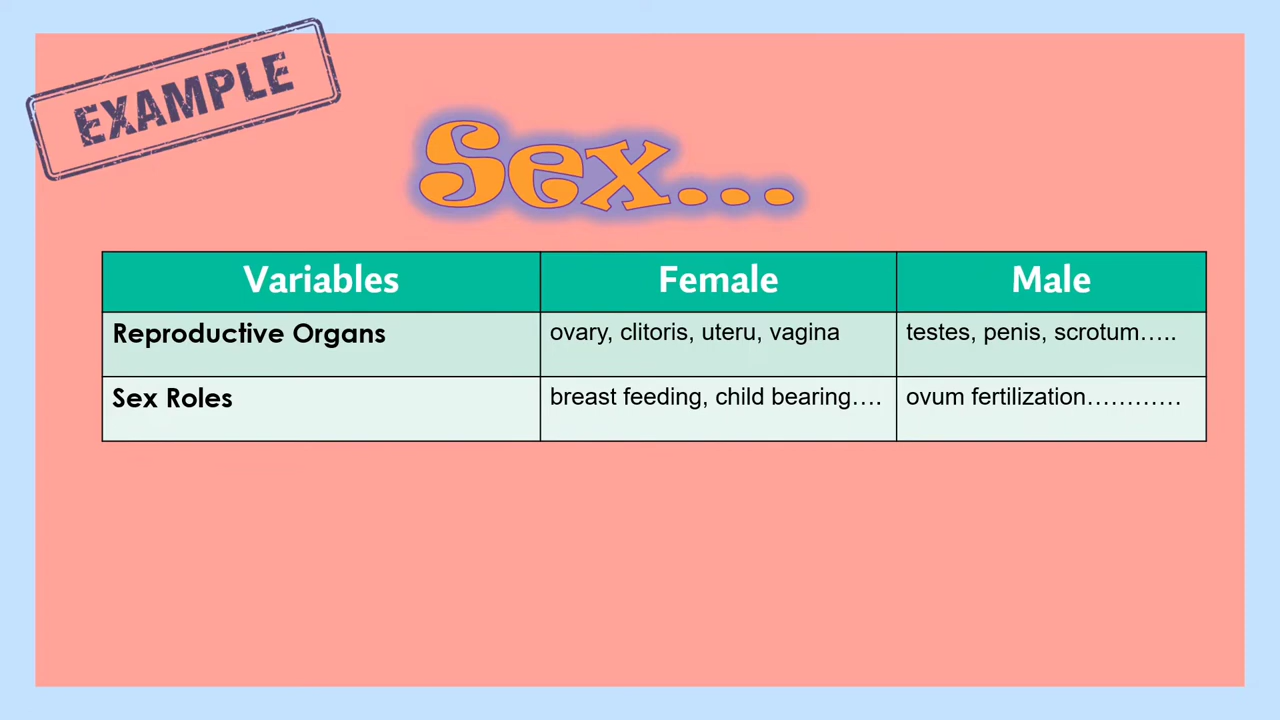 EXAMPLE
Sex...
Variables Female Male
Reproductive Organs ovary, clitoris, uteru, vagina testes, penis, scrotum…..
Sex Roles breast feeding, child bearing…. ovum fertilization…………